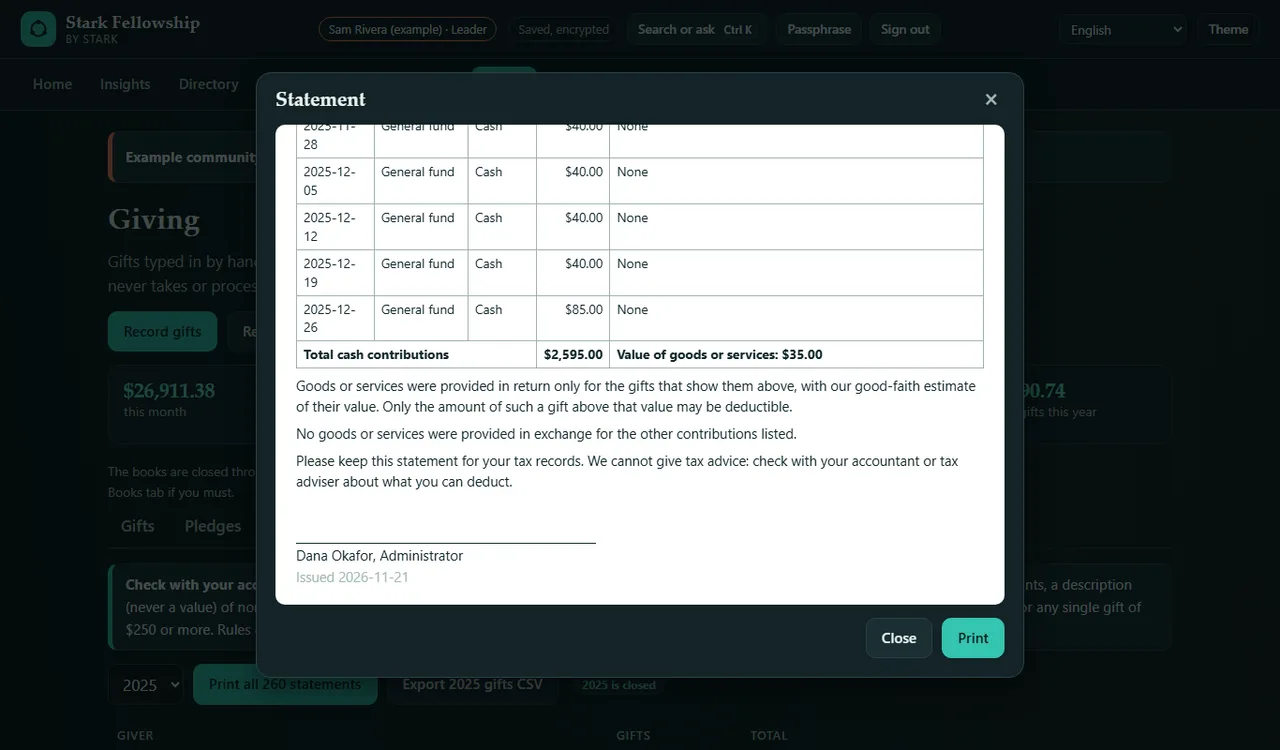 Stark Fellowship
BY STARK
Sam Rivera (example) · Leader
Saved, encrypted
Search or ask Ctrl K
Passphrase
Sign out
English
Theme
Home
Insights
Directory
Example community
Giving
Gifts typed in by hand
never takes or
Record gifts
$26,911.38
this month
90.74
gifts this year
The books are closed
Books tab if you must.
Gifts
Pledges
Check with your
(never a value) of
$250 or more. Rules
a description
or any single gift of
2025
Print all 260 statements
Export 2025 gifts CSV
2025 is closed
GIVER
GIFTS
TOTAL
Statement
✕
2025-11-28 General fund Cash $40.00 None
2025-12-05 General fund Cash $40.00 None
2025-12-12 General fund Cash $40.00 None
2025-12-19 General fund Cash $40.00 None
2025-12-26 General fund Cash $85.00 None
Total cash contributions $2,595.00 Value of goods or services: $35.00
Goods or services were provided in return only for the gifts that show them above, with our good-faith estimate
of their value. Only the amount of such a gift above that value may be deductible.
No goods or services were provided in exchange for the other contributions listed.
Please keep this statement for your tax records. We cannot give tax advice: check with your accountant or tax
adviser about what you can deduct.
Dana Okafor, Administrator
Issued 2026-11-21
Close
Print